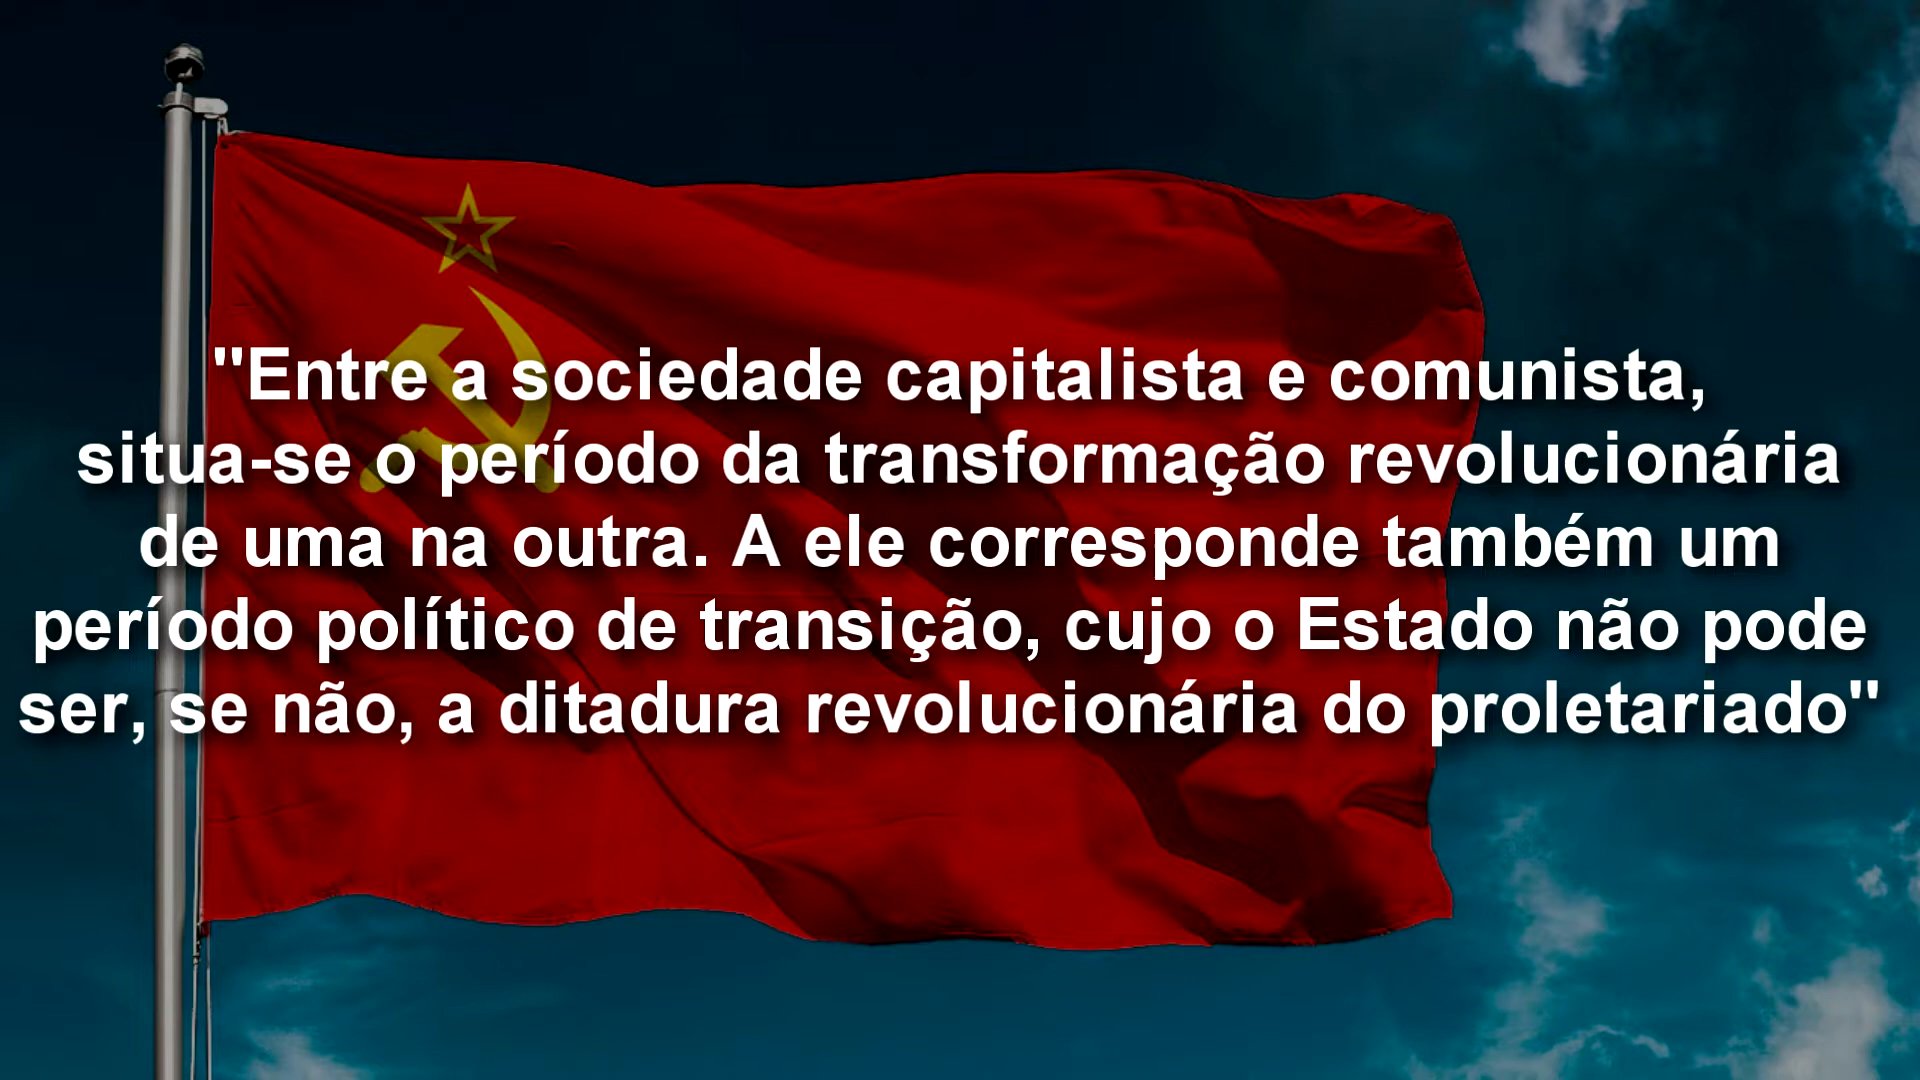 "Entre a sociedade capitalista e comunista,
situa-se o período da transformação revolucionária
de uma na outra. A ele corresponde também um
período político de transição, cujo o Estado não pode
ser, se não, a ditadura revolucionária do proletariado"